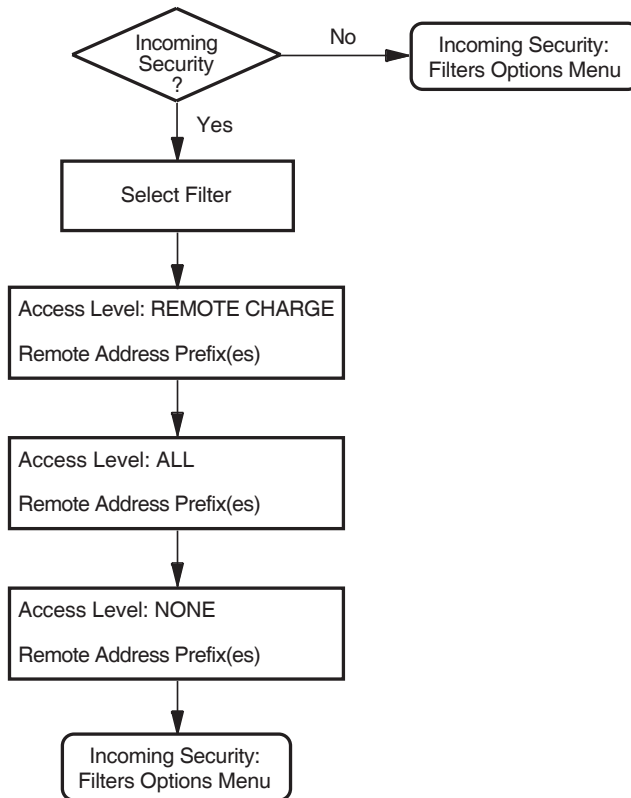 Incoming
Security
?
No
Incoming Security:
Filters Options Menu
Yes
Select Filter
Access Level: REMOTE CHARGE
Remote Address Prefix(es)
Access Level: ALL
Remote Address Prefix(es)
Access Level: NONE
Remote Address Prefix(es)
Incoming Security:
Filters Options Menu